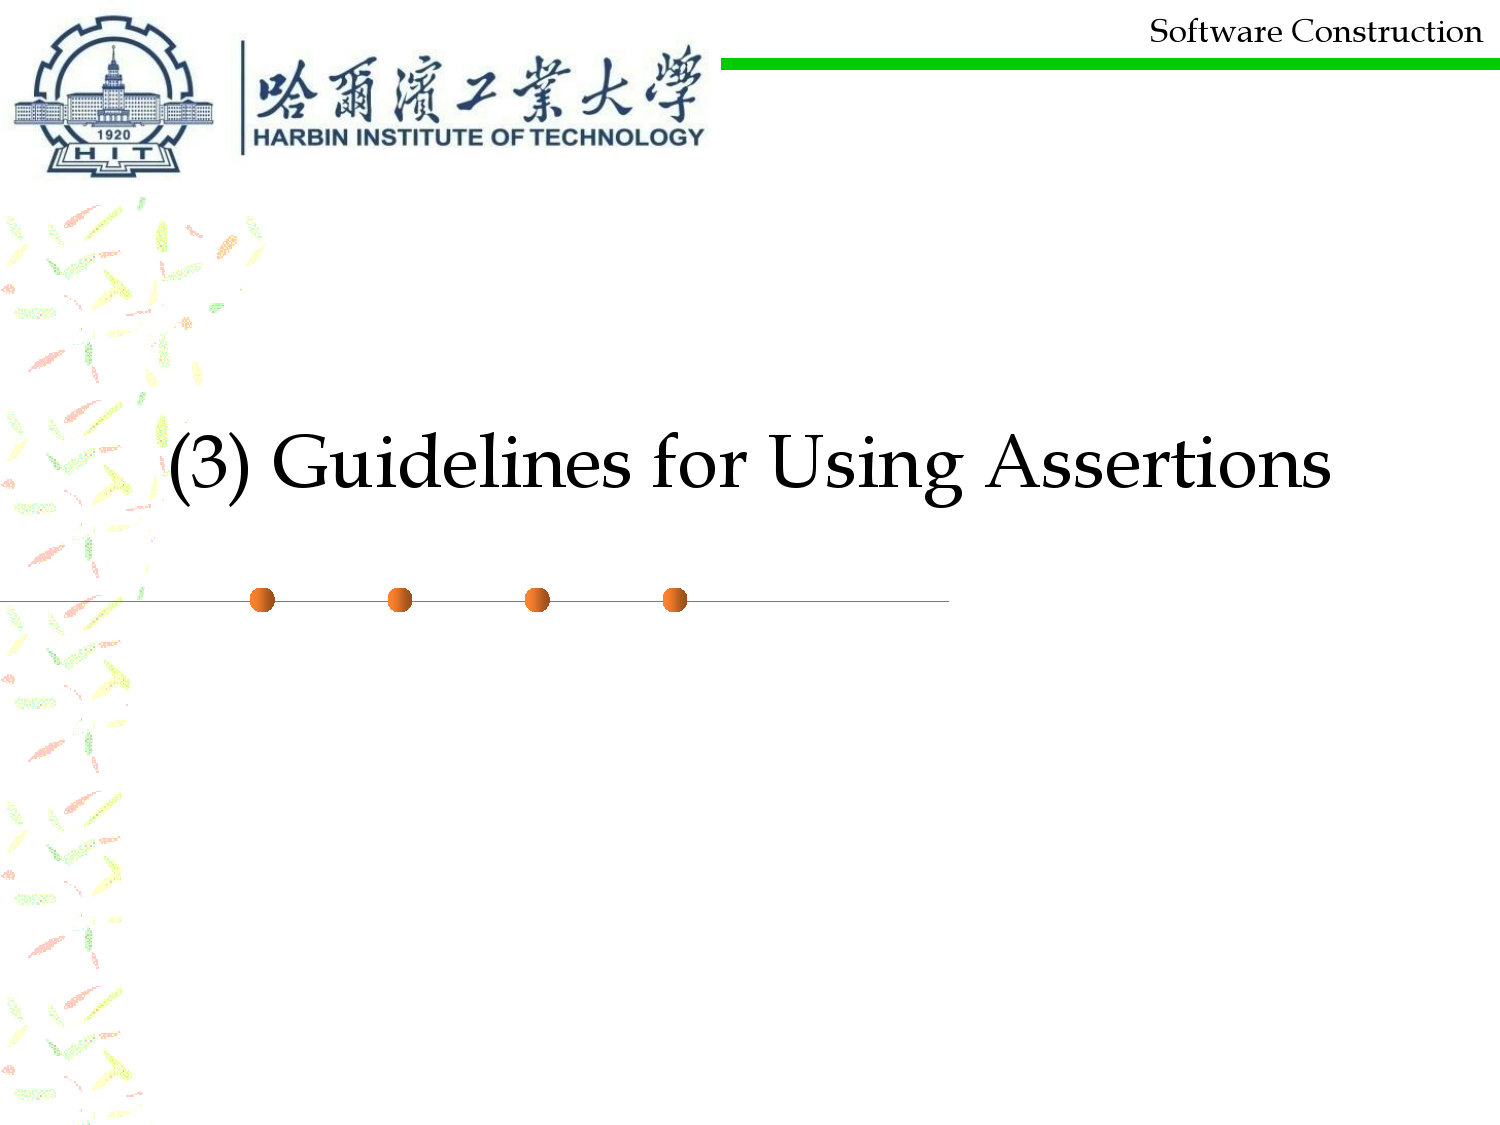 Software Construction
哈爾濱工業大學
HARBIN INSTITUTE OF TECHNOLOGY
1920
HIT
(3) Guidelines for Using Assertions